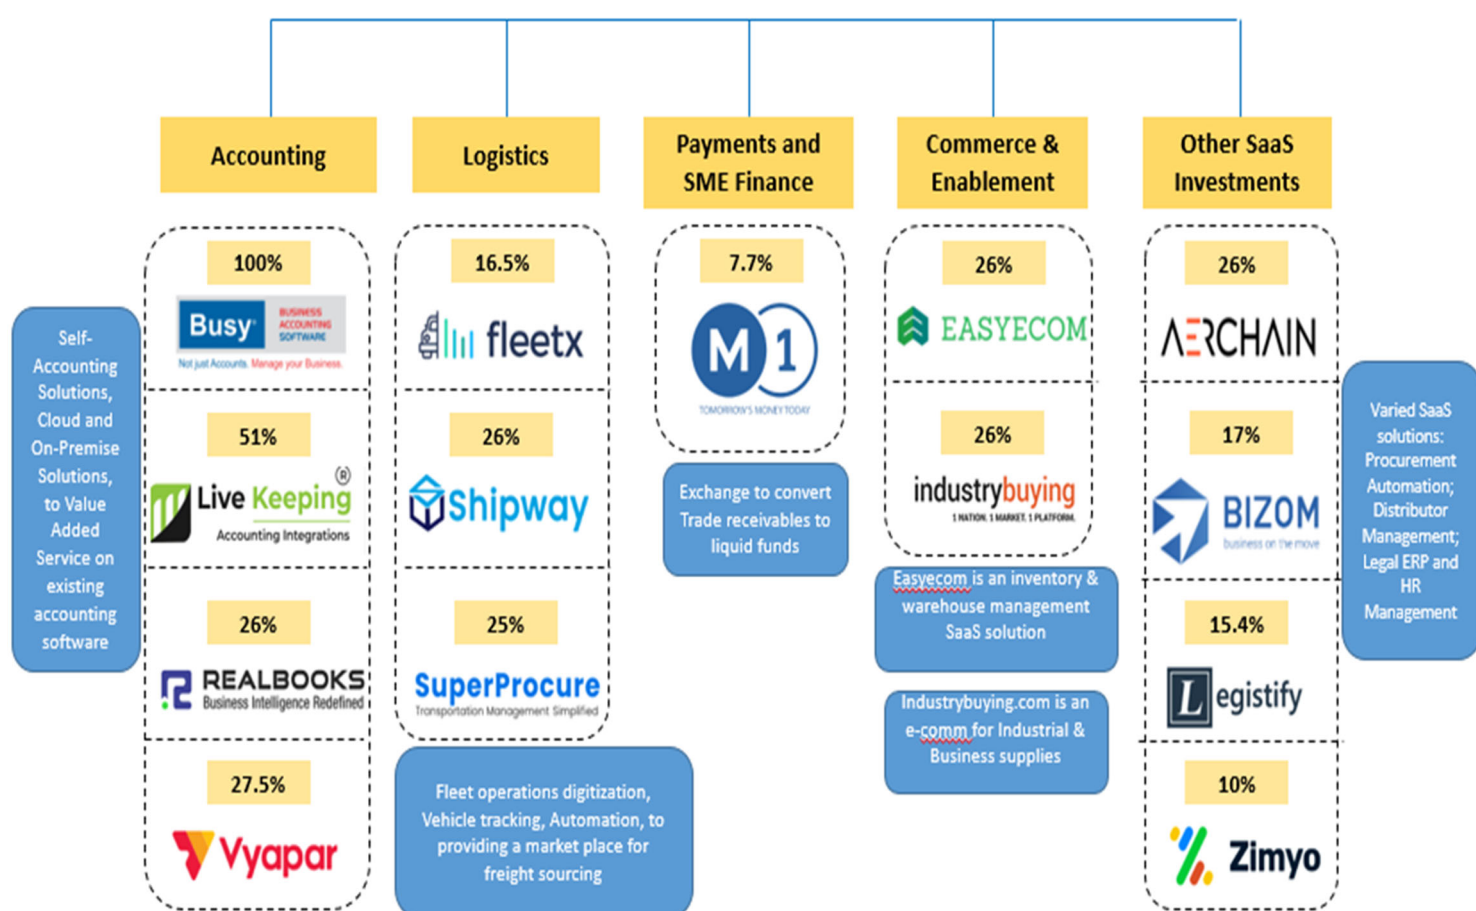 Accounting
Logistics
Payments and
SME Finance
Commerce &
Enablement
Other SaaS
Investments
Self-
Accounting
Solutions,
Cloud and
On-Premise
Solutions,
to Value
Added
Service on
existing
accounting
software
100%
Busy
BUSINESS
ACCOUNTING
SOFTWARE
Not just Accounts. Manage your Business.
51%
Live Keeping ®
Accounting Integrations
26%
REALBOOKS
Business Intelligence Redefined
27.5%
Vyapar
16.5%
fleetx
26%
Shipway
25%
SuperProcure
Transportation Management Simplified
Fleet operations digitization,
Vehicle tracking, Automation, to
providing a market place for
freight sourcing
7.7%
M1
TOMORROW'S MONEY TODAY
Exchange to convert
Trade receivables to
liquid funds
26%
EASYECOM
26%
industrybuying
1 NATION. 1 MARKET. 1 PLATFORM.
Easyecom is an inventory &
warehouse management
SaaS solution
Industrybuying.com is an
e-comm for Industrial &
Business supplies
26%
AERCHAIN
17%
BIZOM
business on the move
15.4%
Legistify
10%
Zimyo
Varied SaaS
solutions:
Procurement
Automation;
Distributor
Management;
Legal ERP and
HR
Management